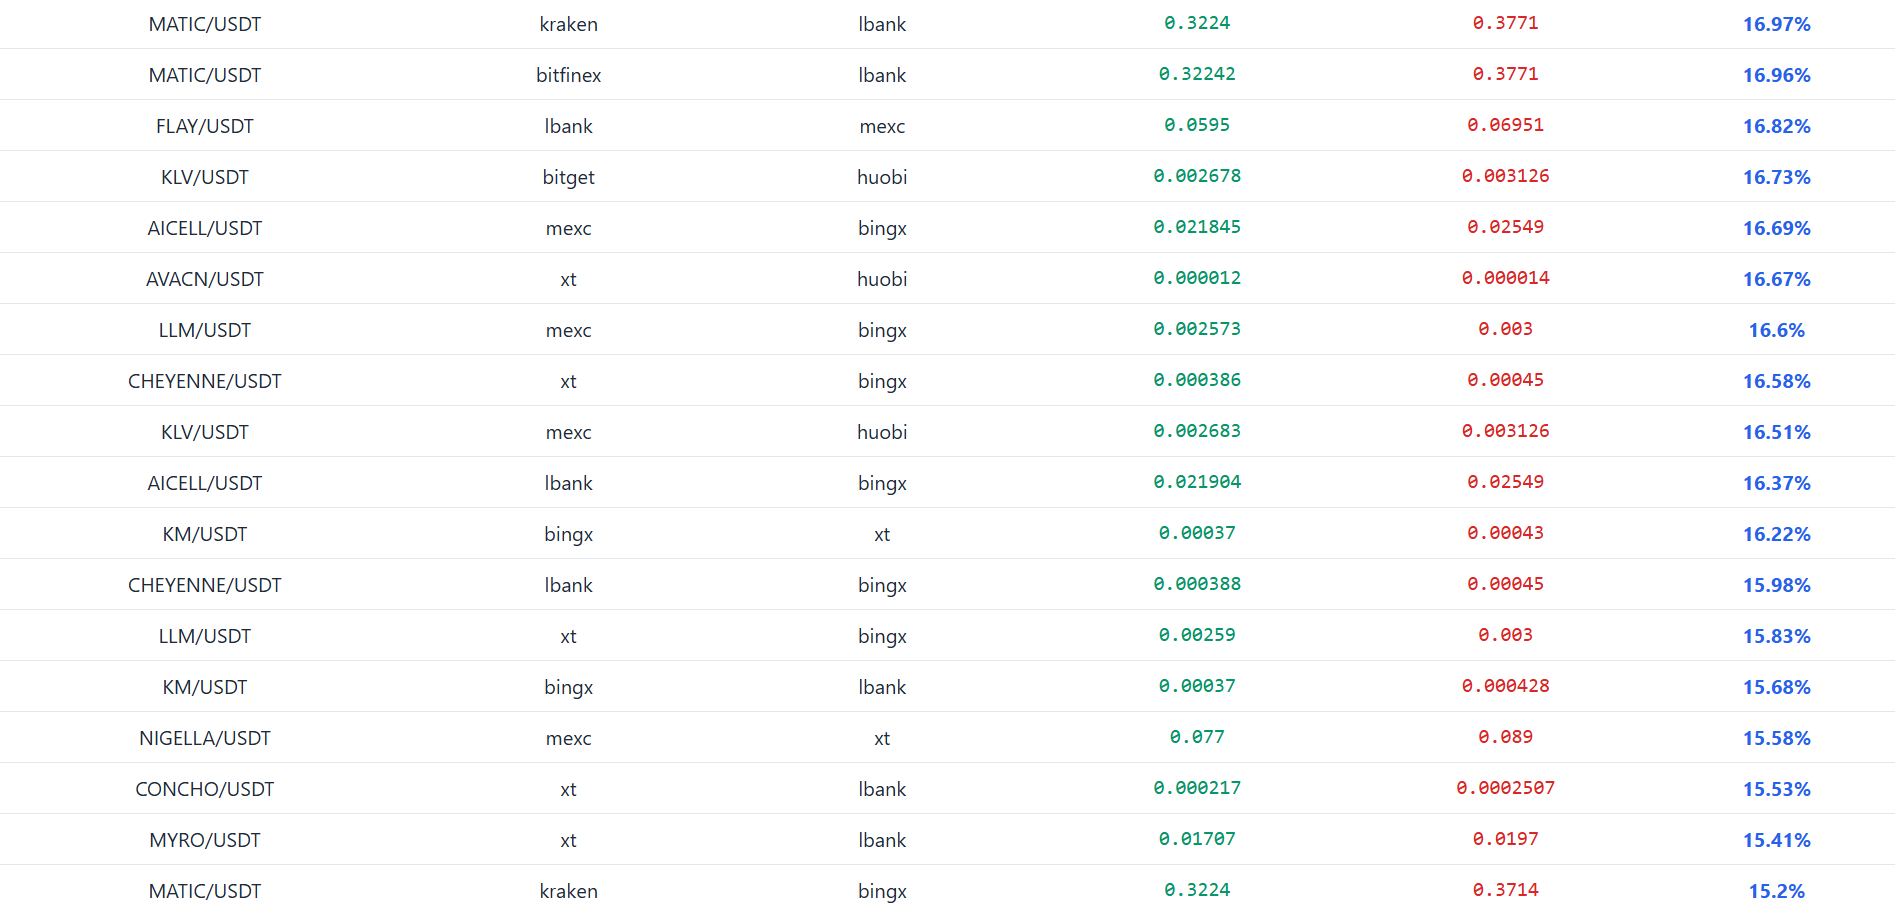 MATIC/USDT kraken lbank 0.3224 0.3771 16.97%
MATIC/USDT bitfinex lbank 0.32242 0.3771 16.96%
FLAY/USDT lbank mexc 0.0595 0.06951 16.82%
KLV/USDT bitget huobi 0.002678 0.003126 16.73%
AICELL/USDT mexc bingx 0.021845 0.02549 16.69%
AVACN/USDT xt huobi 0.000012 0.000014 16.67%
LLM/USDT mexc bingx 0.002573 0.003 16.6%
CHEYENNE/USDT xt bingx 0.000386 0.00045 16.58%
KLV/USDT mexc huobi 0.002683 0.003126 16.51%
AICELL/USDT lbank bingx 0.021904 0.02549 16.37%
KM/USDT bingx xt 0.00037 0.00043 16.22%
CHEYENNE/USDT lbank bingx 0.000388 0.00045 15.98%
LLM/USDT xt bingx 0.00259 0.003 15.83%
KM/USDT bingx lbank 0.00037 0.000428 15.68%
NIGELLA/USDT mexc xt 0.077 0.089 15.58%
CONCHO/USDT xt lbank 0.000217 0.0002507 15.53%
MYRO/USDT xt lbank 0.01707 0.0197 15.41%
MATIC/USDT kraken bingx 0.3224 0.3714 15.2%